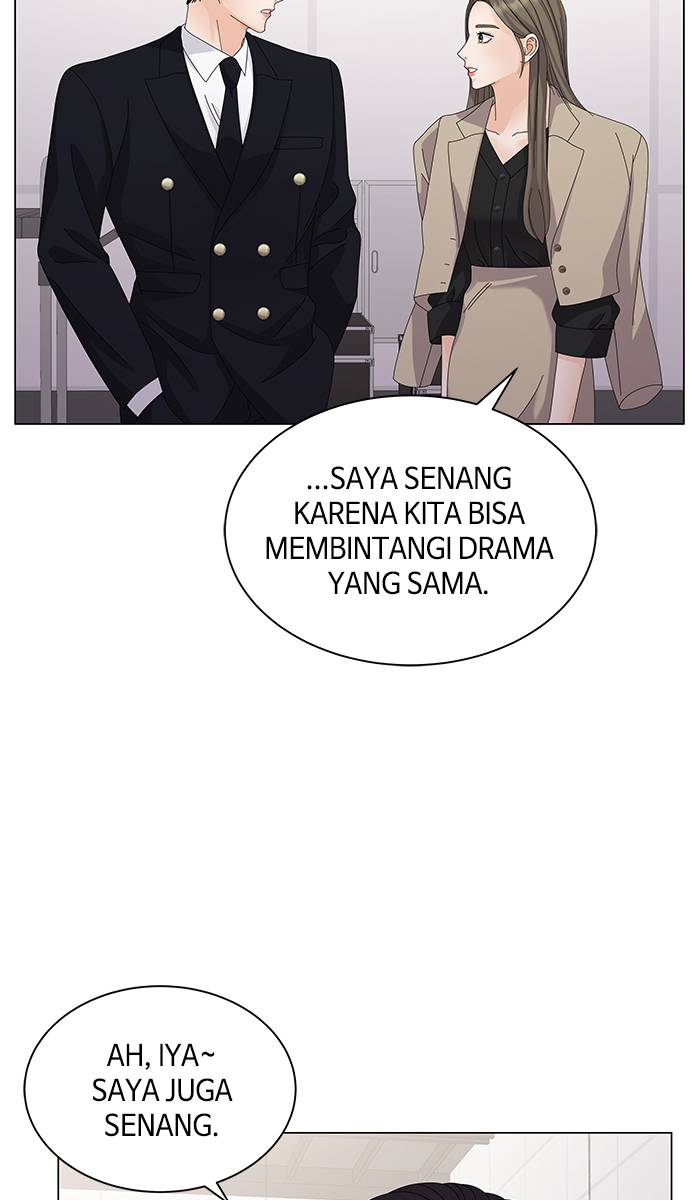 ...SAYA SENANG
KARENA KITA BISA
MEMBINTANGI DRAMA
YANG SAMA.
AH, IYA~
SAYA JUGA
SENANG.